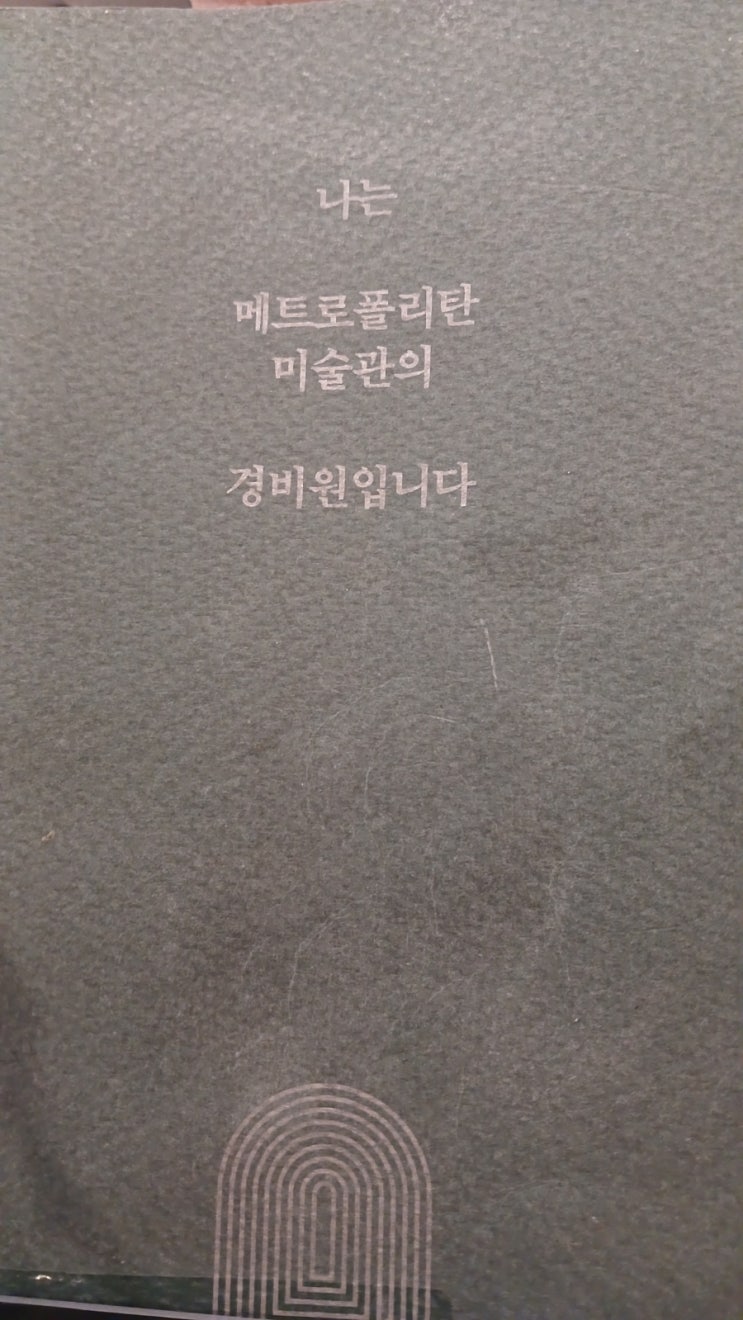 나는
메트로폴리탄
미술관의
경비원입니다